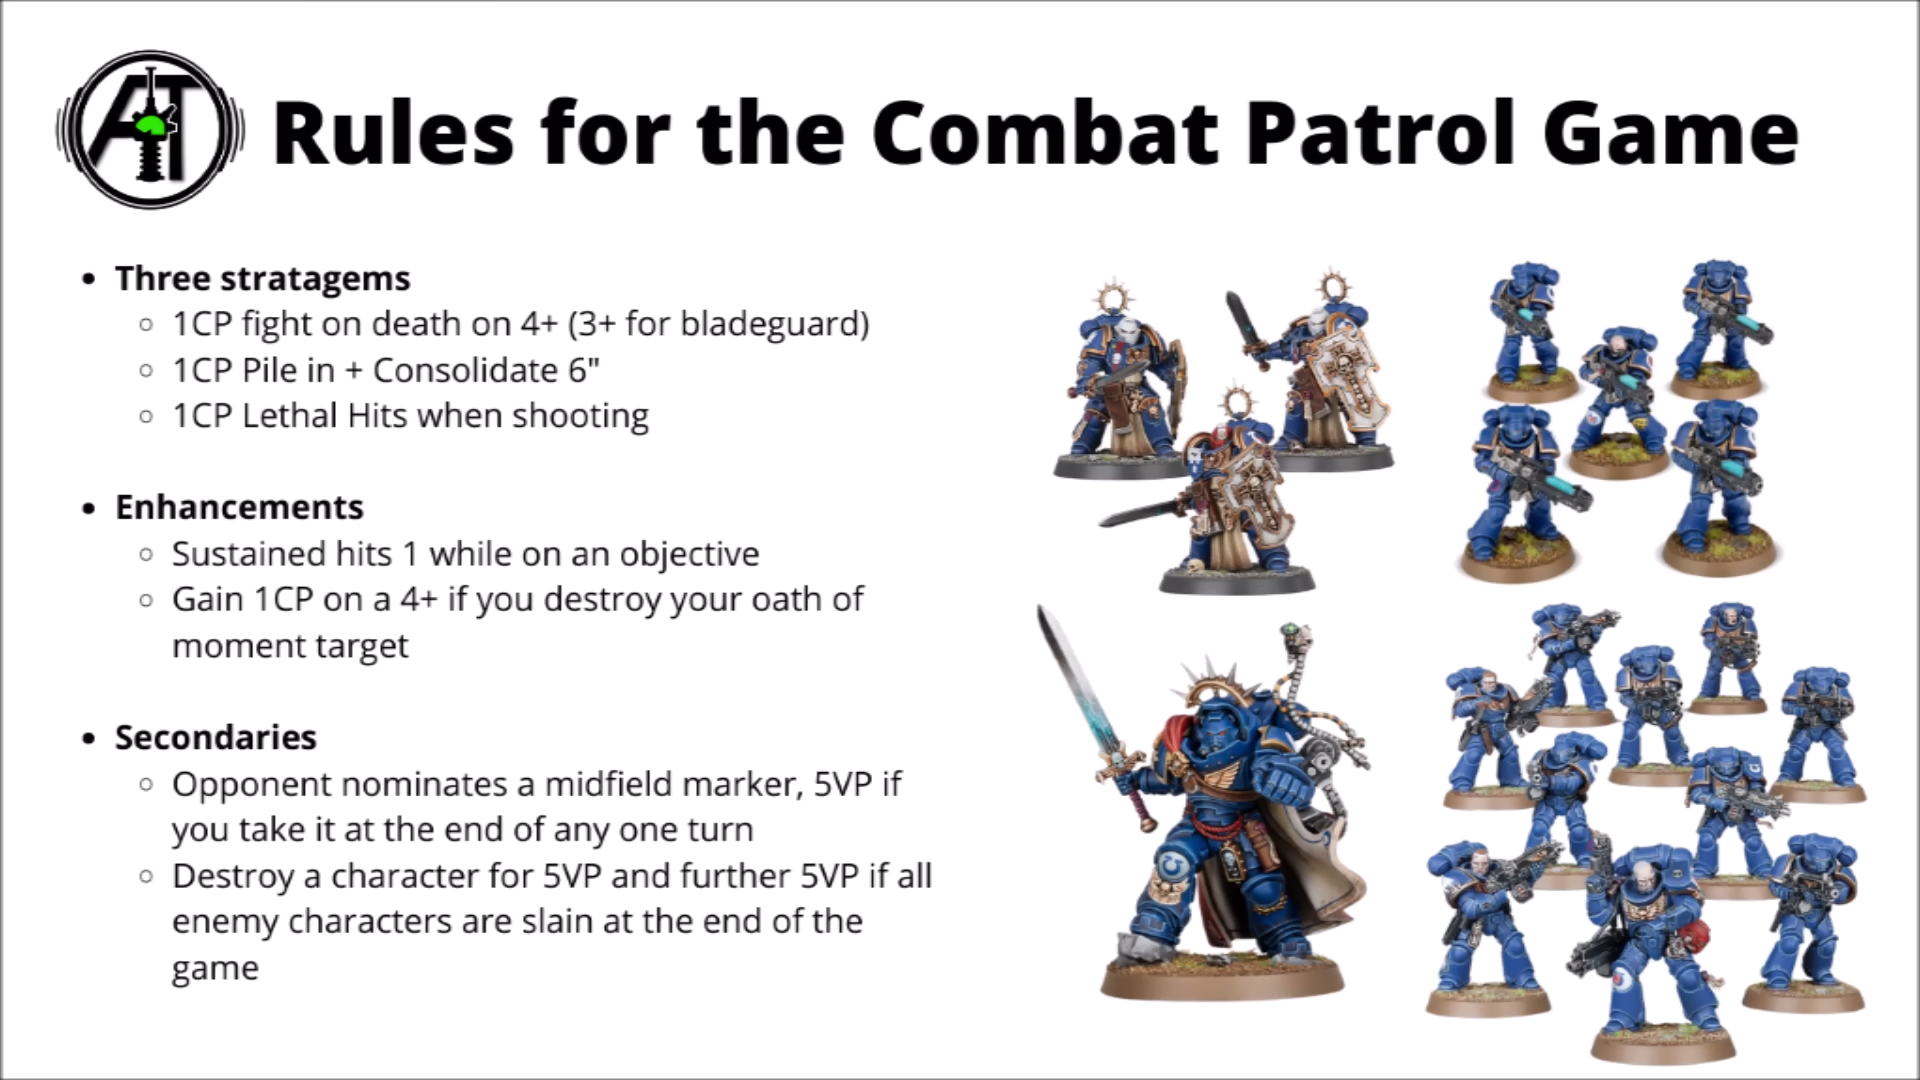 AT
Rules for the Combat Patrol Game
• Three stratagems
○ 1CP fight on death on 4+ (3+ for bladeguard)
○ 1CP Pile in + Consolidate 6"
○ 1CP Lethal Hits when shooting
• Enhancements
○ Sustained hits 1 while on an objective
○ Gain 1CP on a 4+ if you destroy your oath of
moment target
• Secondaries
○ Opponent nominates a midfield marker, 5VP if
you take it at the end of any one turn
○ Destroy a character for 5VP and further 5VP if all
enemy characters are slain at the end of the
game